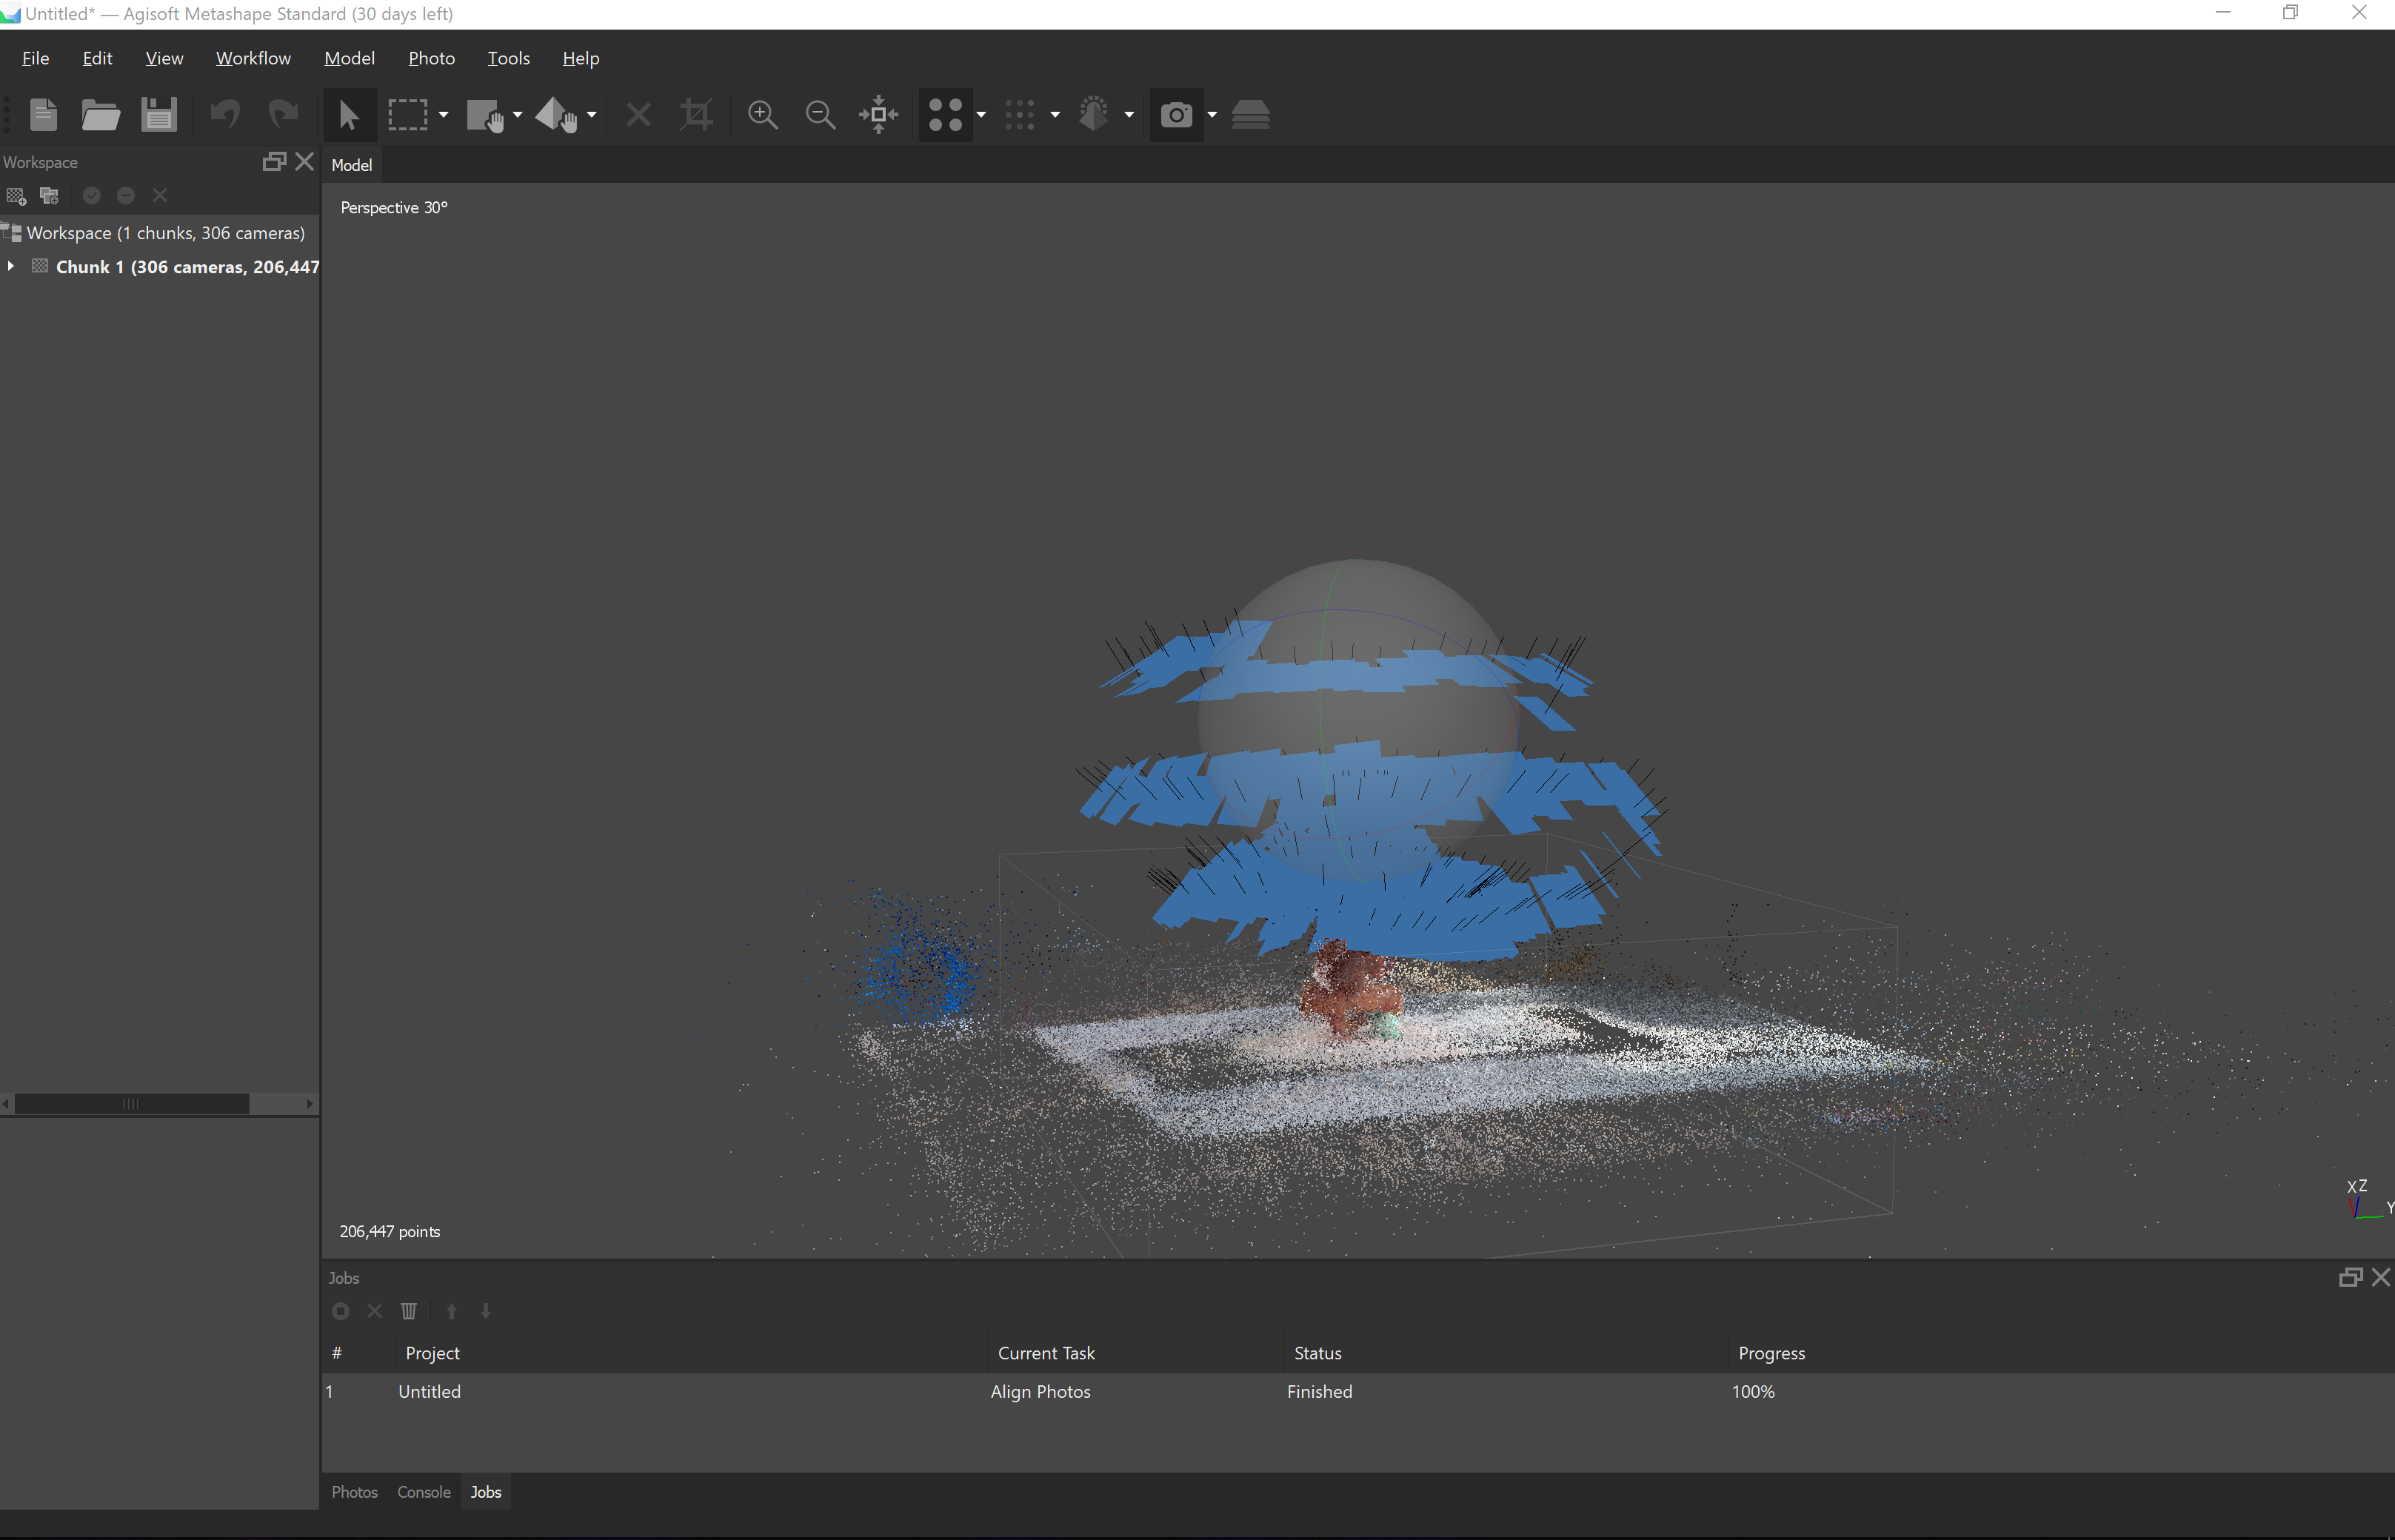 Untitled* — Agisoft Metashape Standard (30 days left)
File Edit View Workflow Model Photo Tools Help
Workspace
Model
Perspective 30°
Workspace (1 chunks, 306 cameras)
Chunk 1 (306 cameras, 206,447
X Z
Y
206,447 points
Jobs
# Project Current Task Status Progress
1 Untitled Align Photos Finished 100%
Photos Console Jobs